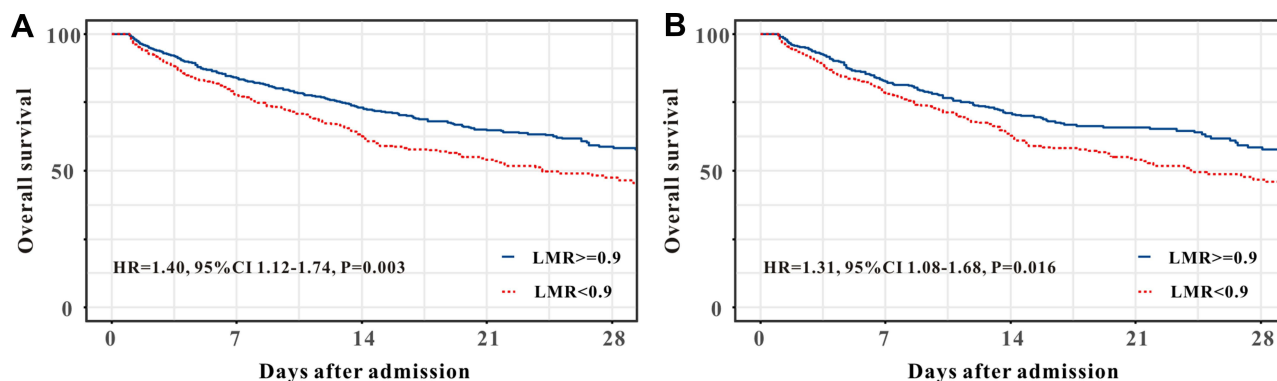 A
Overall survival
100
50
0
HR=1.40, 95%CI 1.12-1.74, P=0.003
LMR>=0.9
LMR<0.9
0 7 14 21 28
Days after admission
B
Overall survival
100
50
0
HR=1.31, 95%CI 1.08-1.68, P=0.016
LMR>=0.9
LMR<0.9
0 7 14 21 28
Days after admission